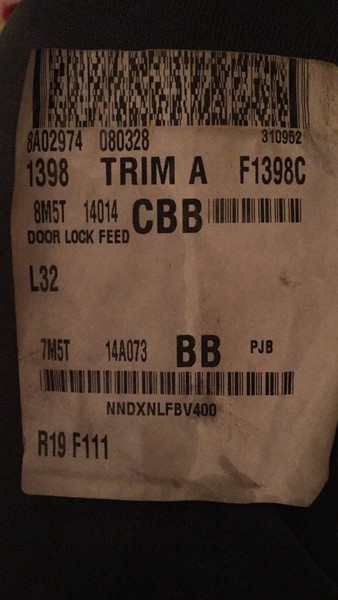 8A02974 080328 310952
1398 TRIM A F1398C
8M5T 14014 CBB
DOOR LOCK FEED
L32
7M5T 14A073 BB PJB
NNDXNLFBV400
R19 F111